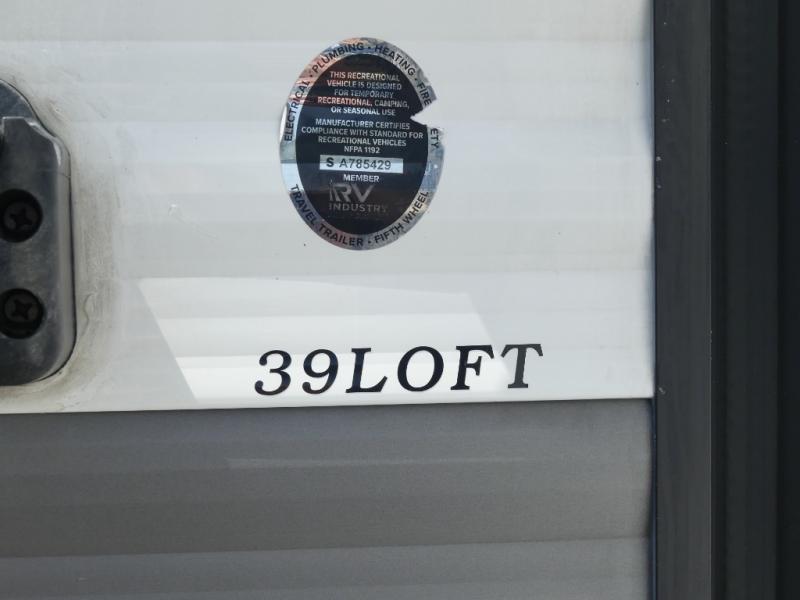 ELECTRICAL • PLUMBING • HEATING • FIRE
ETY
THIS RECREATIONAL
VEHICLE IS DESIGNED
FOR TEMPORARY
RECREATIONAL, CAMPING,
OR SEASONAL USE
MANUFACTURER CERTIFIES
COMPLIANCE WITH STANDARD FOR
RECREATIONAL VEHICLES
NFPA 1192
S A785429
MEMBER
RV
INDUSTRY
TRAVEL TRAILER • FIFTH WHEEL
39LOFT